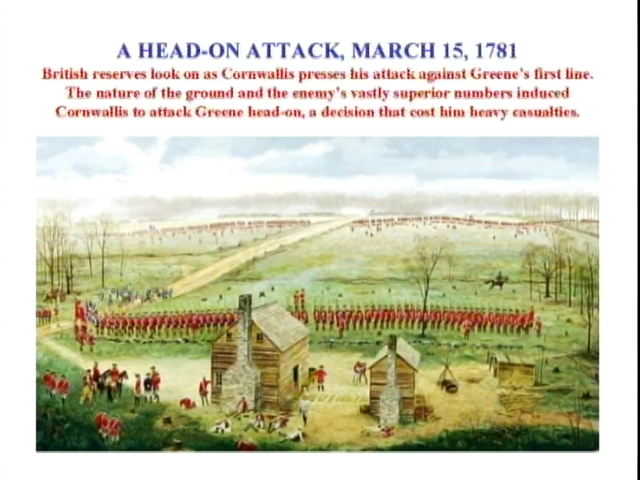 A HEAD-ON ATTACK, MARCH 15, 1781
British reserves look on as Cornwallis presses his attack against Greene's first line.
The nature of the ground and the enemy's vastly superior numbers induced
Cornwallis to attack Greene head-on, a decision that cost him heavy casualties.